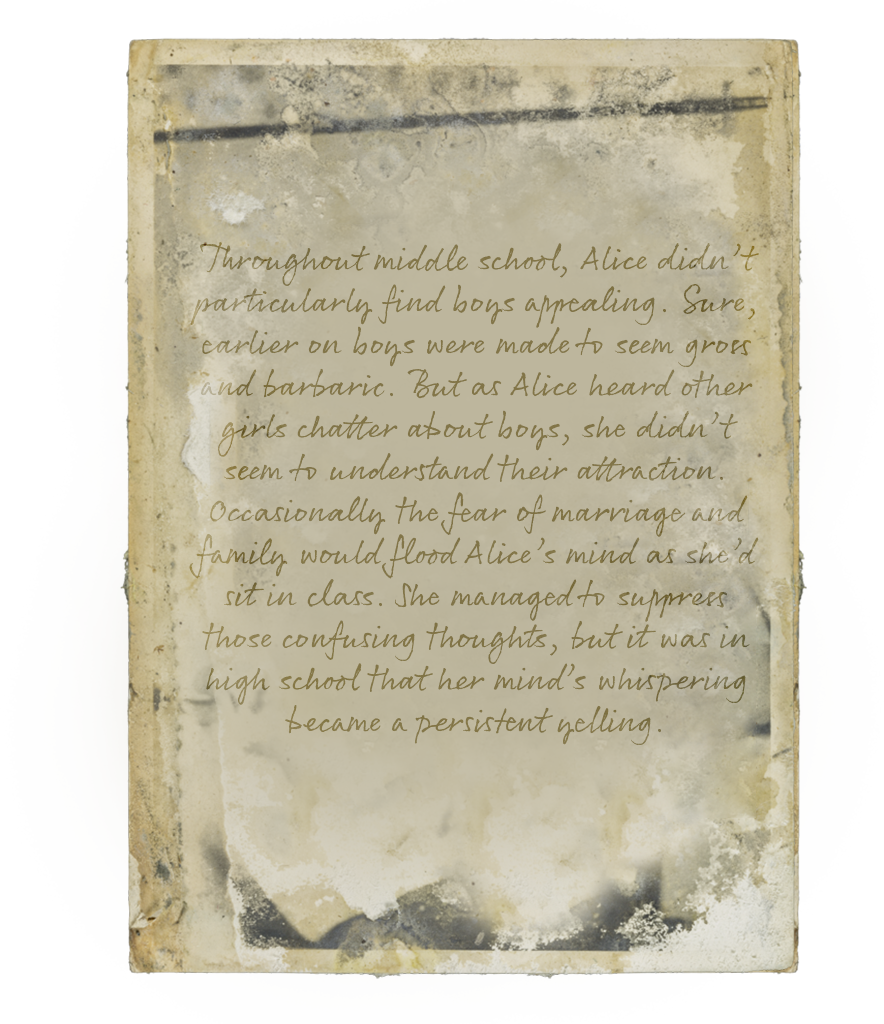 Throughout middle school, Alice didn't
particularly find boys appealing. Sure,
earlier on boys were made to seem gross
and barbaric. But as Alice heard other
girls chatter about boys, she didn't
seem to understand their attraction.
Occasionally the fear of marriage and
family would flood Alice's mind as she'd
sit in class. She managed to suppress
those confusing thoughts, but it was in
high school that her mind's whispering
became a persistent yelling.